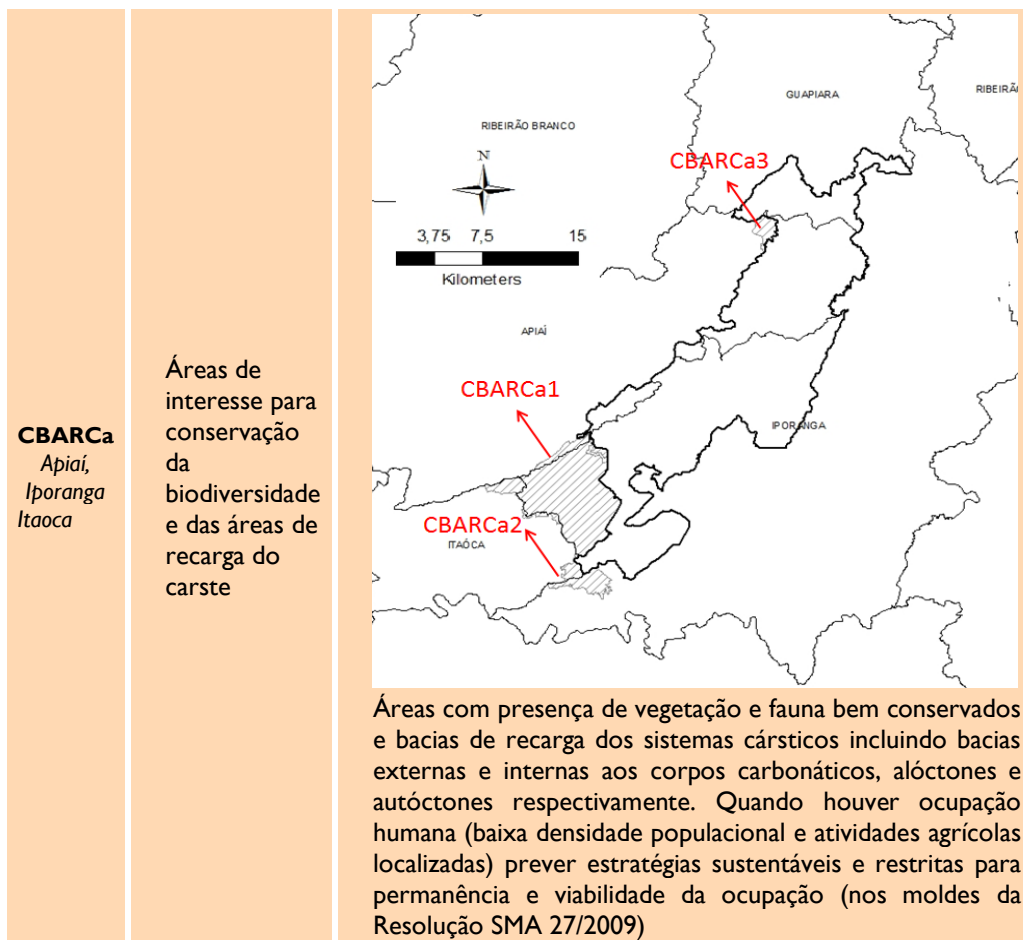 CBARCa
Apiaí,
Iporanga
Itaoca
Áreas de
interesse para
conservação
da
biodiversidade
e das áreas de
recarga do
carste
GUAPIARA
RIBEIRÃ
RIBEIRÃO BRANCO
CBARCa3
N
3,75 7,5 15
Kilometers
APIAÍ
CBARCa1
IPORANGA
CBARCa2
ITAÓCA
Áreas com presença de vegetação e fauna bem conservados
e bacias de recarga dos sistemas cársticos incluindo bacias
externas e internas aos corpos carbonáticos, alóctones e
autóctones respectivamente. Quando houver ocupação
humana (baixa densidade populacional e atividades agrícolas
localizadas) prever estratégias sustentáveis e restritas para
permanência e viabilidade da ocupação (nos moldes da
Resolução SMA 27/2009)